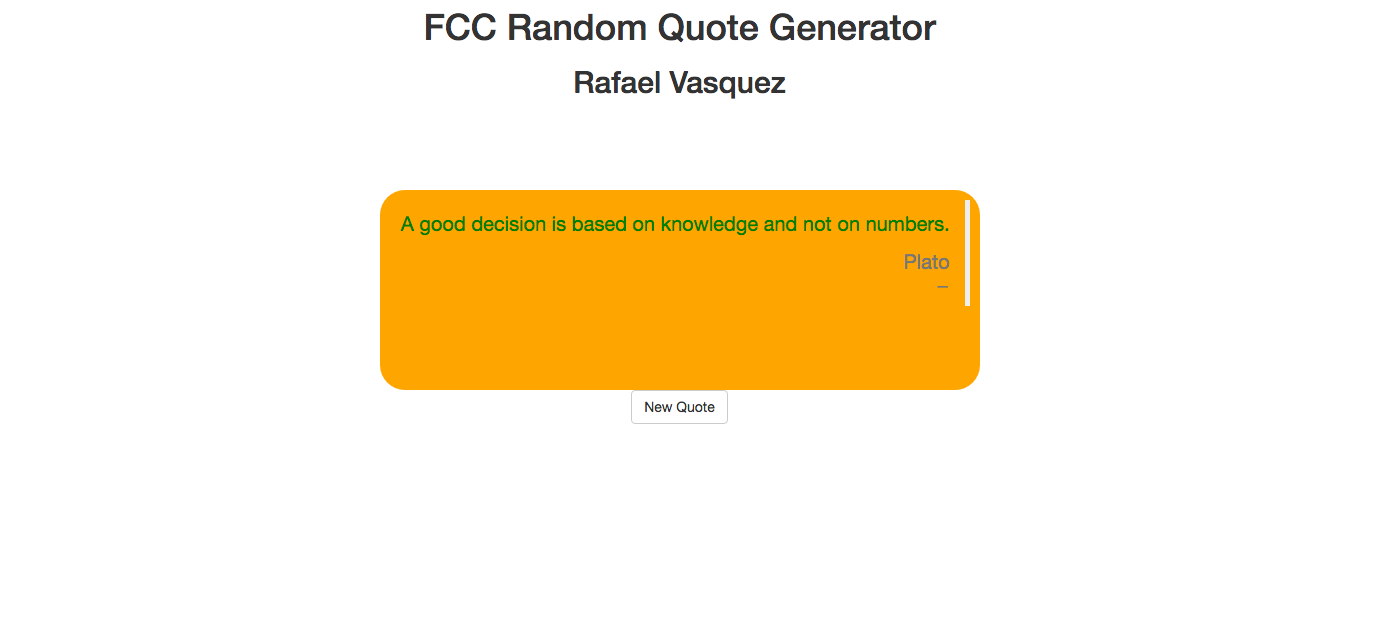 FCC Random Quote Generator
Rafael Vasquez
A good decision is based on knowledge and not on numbers.
Plato
–
New Quote